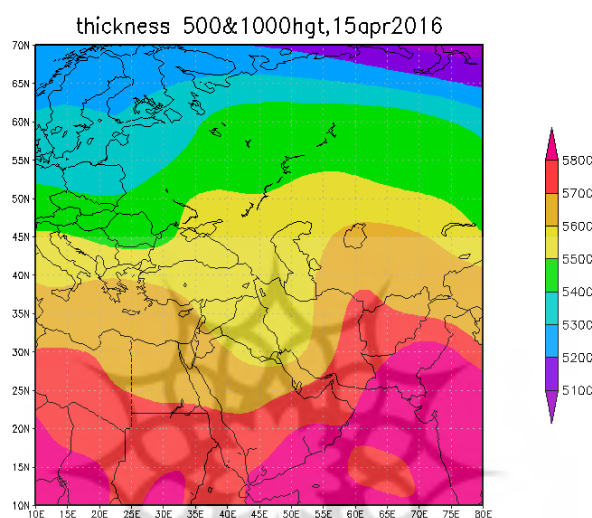 thickness 500&1000hgt,15apr2016
70N
65N
60N
55N
50N
45N
40N
35N
30N
25N
20N
15N
10N
10E 15E 20E 25E 30E 35E 40E 45E 50E 55E 60E 65E 70E 75E 80E
5800
5700
5600
5500
5400
5300
5200
5100